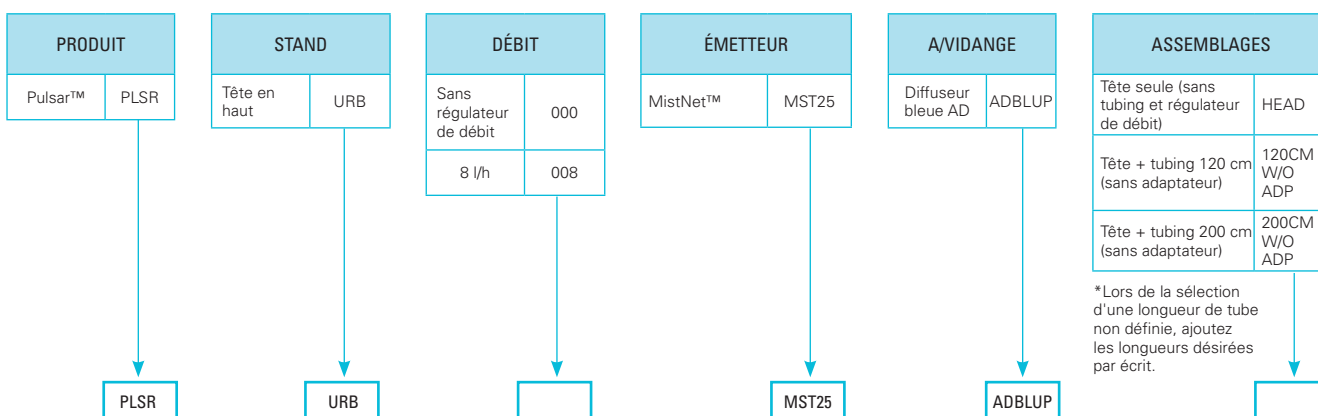 PRODUIT
Pulsar™ PLSR
PLSR
STAND
Tête en
haut
URB
URB
DÉBIT
Sans
régulateur
de débit
000
8 l/h 008
ÉMETTEUR
MistNet™ MST25
MST25
A/VIDANGE
Diffuseur
bleue AD
ADBLUP
ADBLUP
ASSEMBLAGES
Tête seule (sans
tubing et régulateur
de débit)
HEAD
Tête + tubing 120 cm
(sans adaptateur)
120CM
W/O
ADP
Tête + tubing 200 cm
(sans adaptateur)
200CM
W/O
ADP
*Lors de la sélection
d'une longueur de tube
non définie, ajoutez
les longueurs désirées
par écrit.